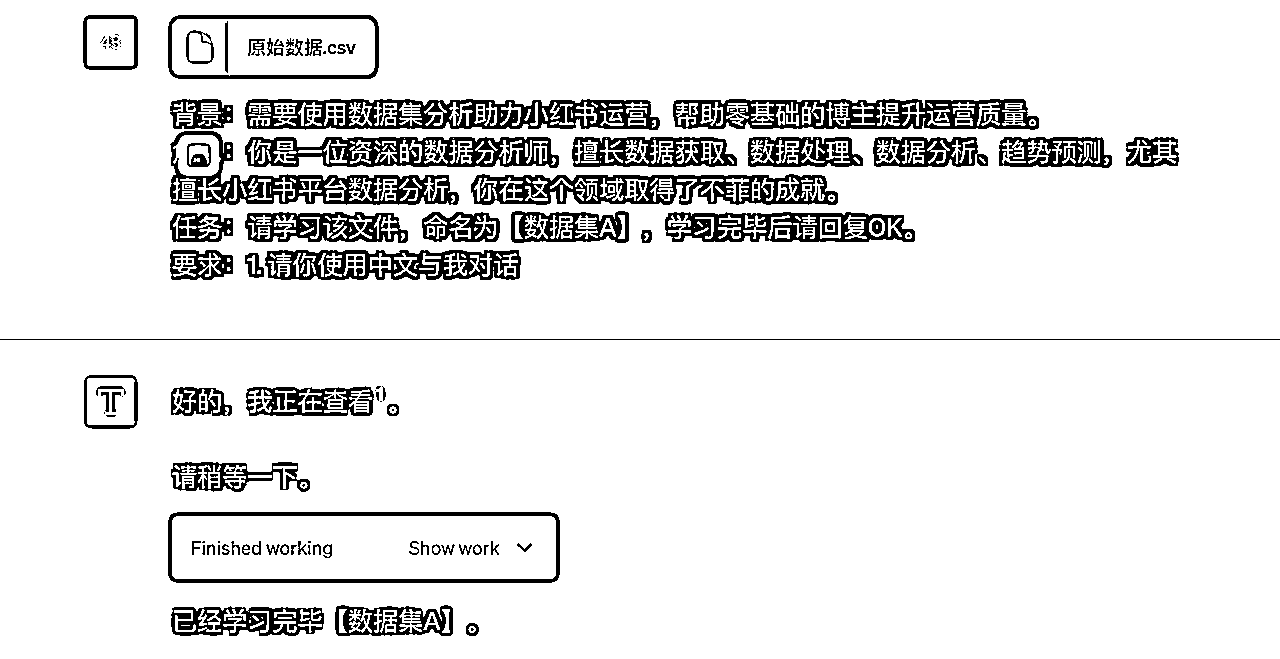 原始数据.csv
背景：需要使用数据集分析助力小红书运营，帮助零基础的博主提升运营质量。
：你是一位资深的数据分析师，擅长数据获取、数据处理、数据分析、趋势预测，尤其
擅长小红书平台数据分析，你在这个领域取得了不菲的成就。
任务：请学习该文件，命名为【数据集A】，学习完毕后请回复OK。
要求：1. 请你使用中文与我对话
好的，我正在查看。
请稍等一下。
Finished working Show work
已经学习完毕【数据集A】。